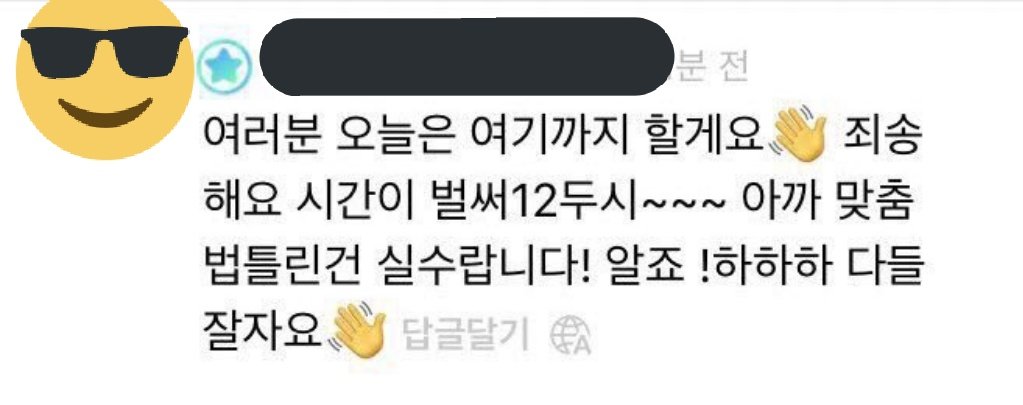 분 전
여러분 오늘은 여기까지 할게요👋 죄송
해요 시간이 벌써12두시~~~ 아까 맞춤
법틀린건 실수랍니다! 알죠 !하하하 다들
잘자요👋 답글달기